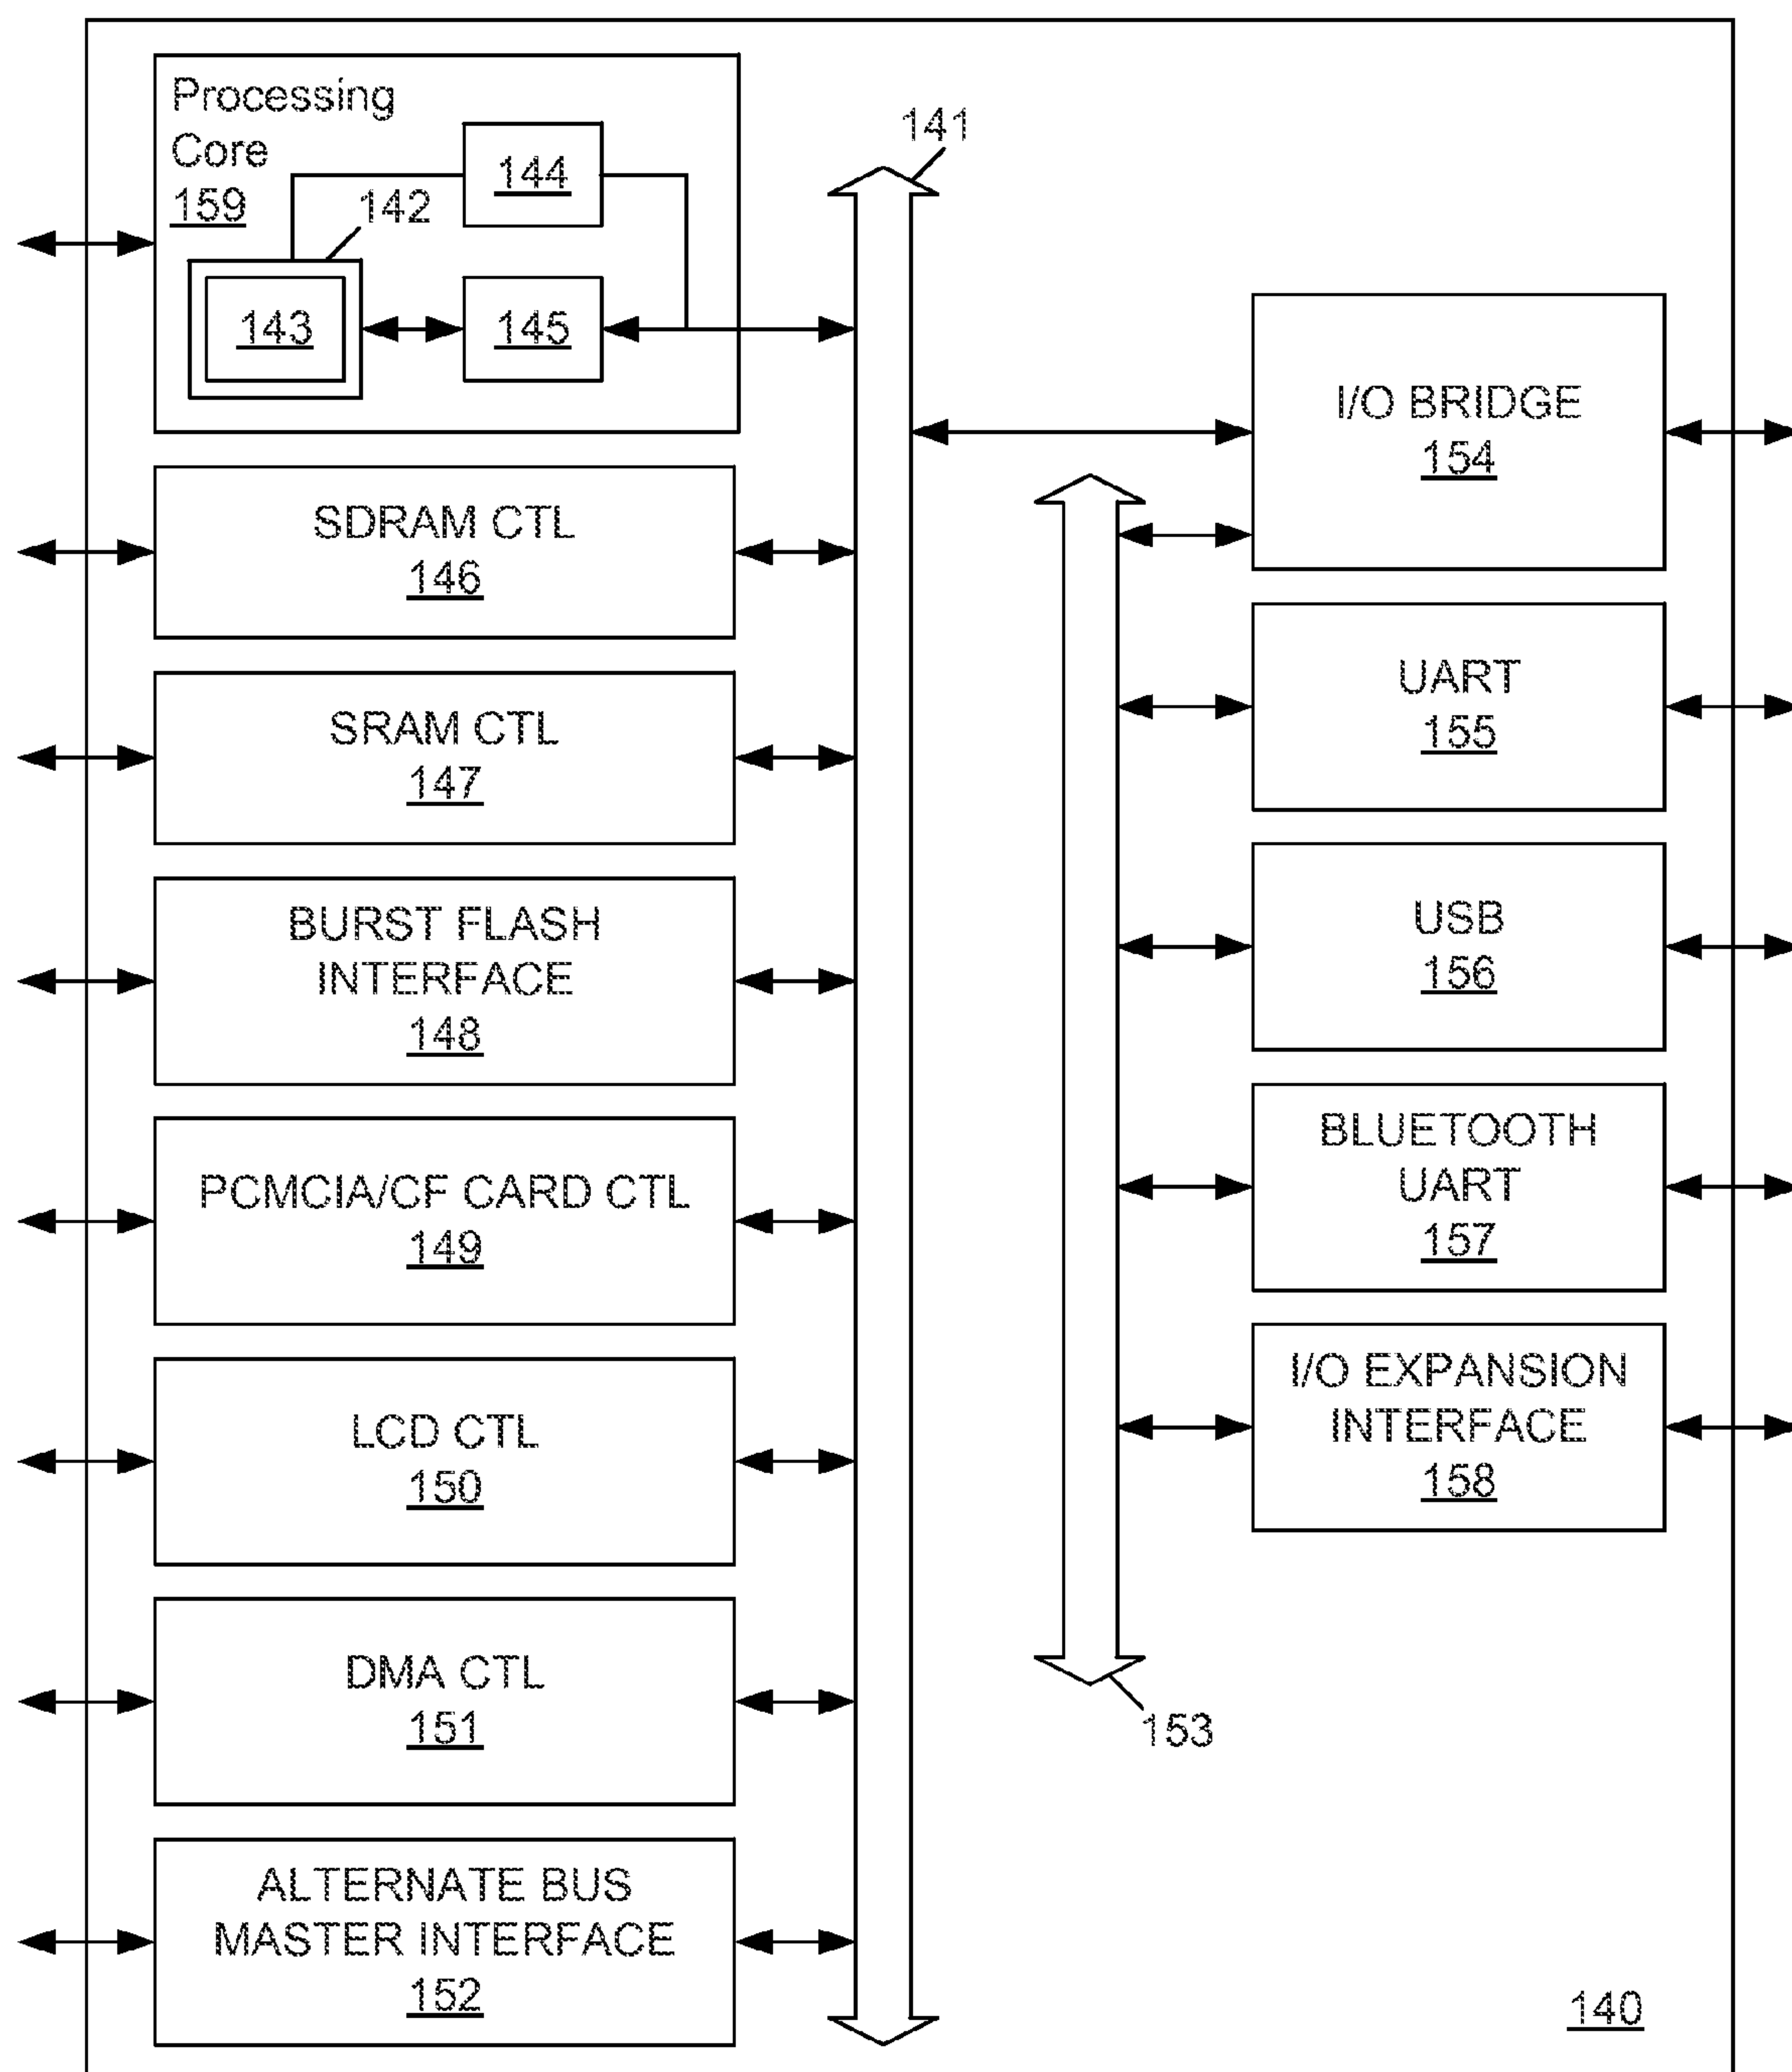 Processing
Core
159
144
142
143
145
141
SDRAM CTL
146
SRAM CTL
147
BURST FLASH
INTERFACE
148
PCMCIA/CF CARD CTL
149
LCD CTL
150
DMA CTL
151
ALTERNATE BUS
MASTER INTERFACE
152
I/O BRIDGE
154
UART
155
USB
156
BLUETOOTH
UART
157
I/O EXPANSION
INTERFACE
158
153
140